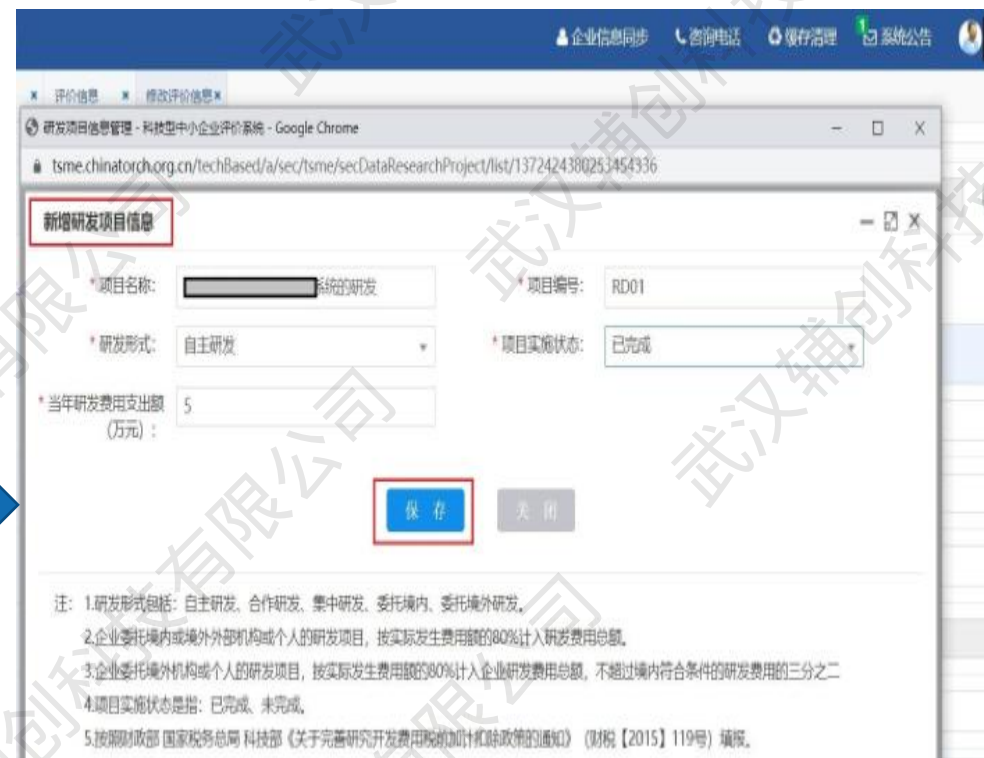 企业信息同步 咨询电话 缓存清理 1 系统公告
× 评价信息 × 修改评价信息×
研发项目信息管理 - 科技型中小企业评价系统 - Google Chrome
tsme.chinatorch.org.cn/techBased/a/sec/tsme/secDataResearchProject/list/1372424380253454336
新增研发项目信息
*项目名称: 系统的研发 *项目编号: RD01
*研发形式: 自主研发 *项目实施状态: 已完成
*当年研发费用支出额 5
(万元) :
保 存 关 闭
注: 1.研发形式包括: 自主研发、合作研发、集中研发、委托境内、委托境外研发。
2.企业委托境内或境外外部机构或个人的研发项目, 按实际发生费用额的80%计入研发费用总额。
3.企业委托境外机构或个人的研发项目, 按实际发生费用额的80%计入企业研发费用总额, 不超过境内符合条件的研发费用的三分之二
4.项目实施状态是指: 已完成、未完成。
5.按照财政部 国家税务总局 科技部《关于完善研究开发费用税前加计扣除政策的通知》 (财税【2015】119号) 填报。
武汉辅创科技有限公司